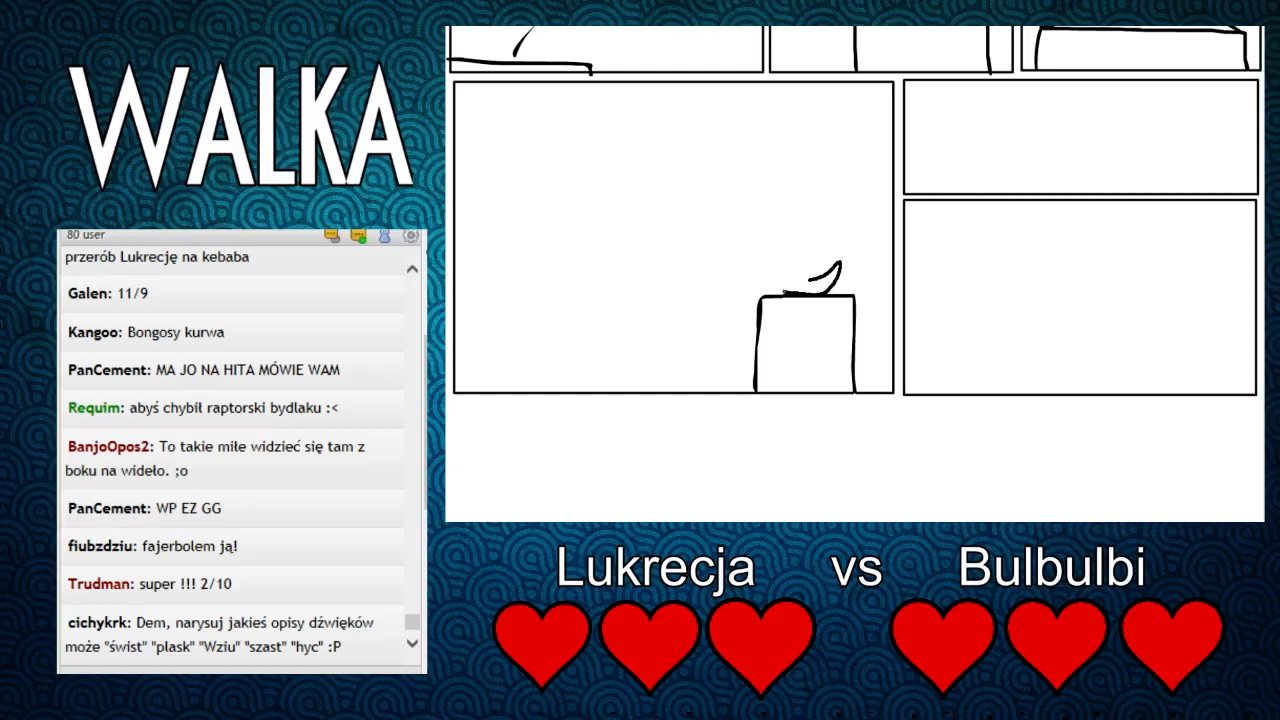 WALKA
80 user
przerób Lukrecję na kebaba
Galen: 11/9
Kangoo: Bongosy kurwa
PanCement: MA JO NA HITA MÓWIE WAM
Requim: abyś chybił raptorski bydlaku :<
BanjoOpos2: To takie miłe widzieć się tam z
boku na wideło. ;o
PanCement: WP EZ GG
fiubzdziu: fajerbolem ją!
Trudman: super !!! 2/10
cichykrk: Dem, narysuj jakieś opisy dźwięków
może "świst" "plask" "Wziu" "szast" "hyc" :P
Lukrecja vs Bulbulbi